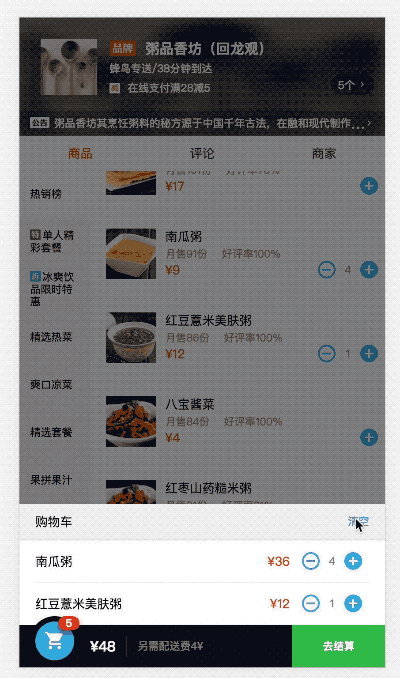 品牌 粥品香坊（回龙观）
蜂鸟专送/38分钟到达
减 在线支付满28减5
5个 >
公告 粥品香坊其烹饪粥料的秘方源于中国千年古法，在融和现代制作... >
商品 评论 商家
热销榜
¥17
特 单人精
彩套餐
南瓜粥
月售91份 好评率100%
¥9
4
冰爽饮
品限时特
惠
红豆薏米美肤粥
月售86份 好评率100%
¥12
1
精选热菜
爽口凉菜
八宝酱菜
月售84份 好评率100%
¥4
精选套餐
果拼果汁
红枣山药糙米粥
购物车 清空
南瓜粥 ¥36 4
红豆薏米美肤粥 ¥12 1
5
¥48 另需配送费4¥ 去结算